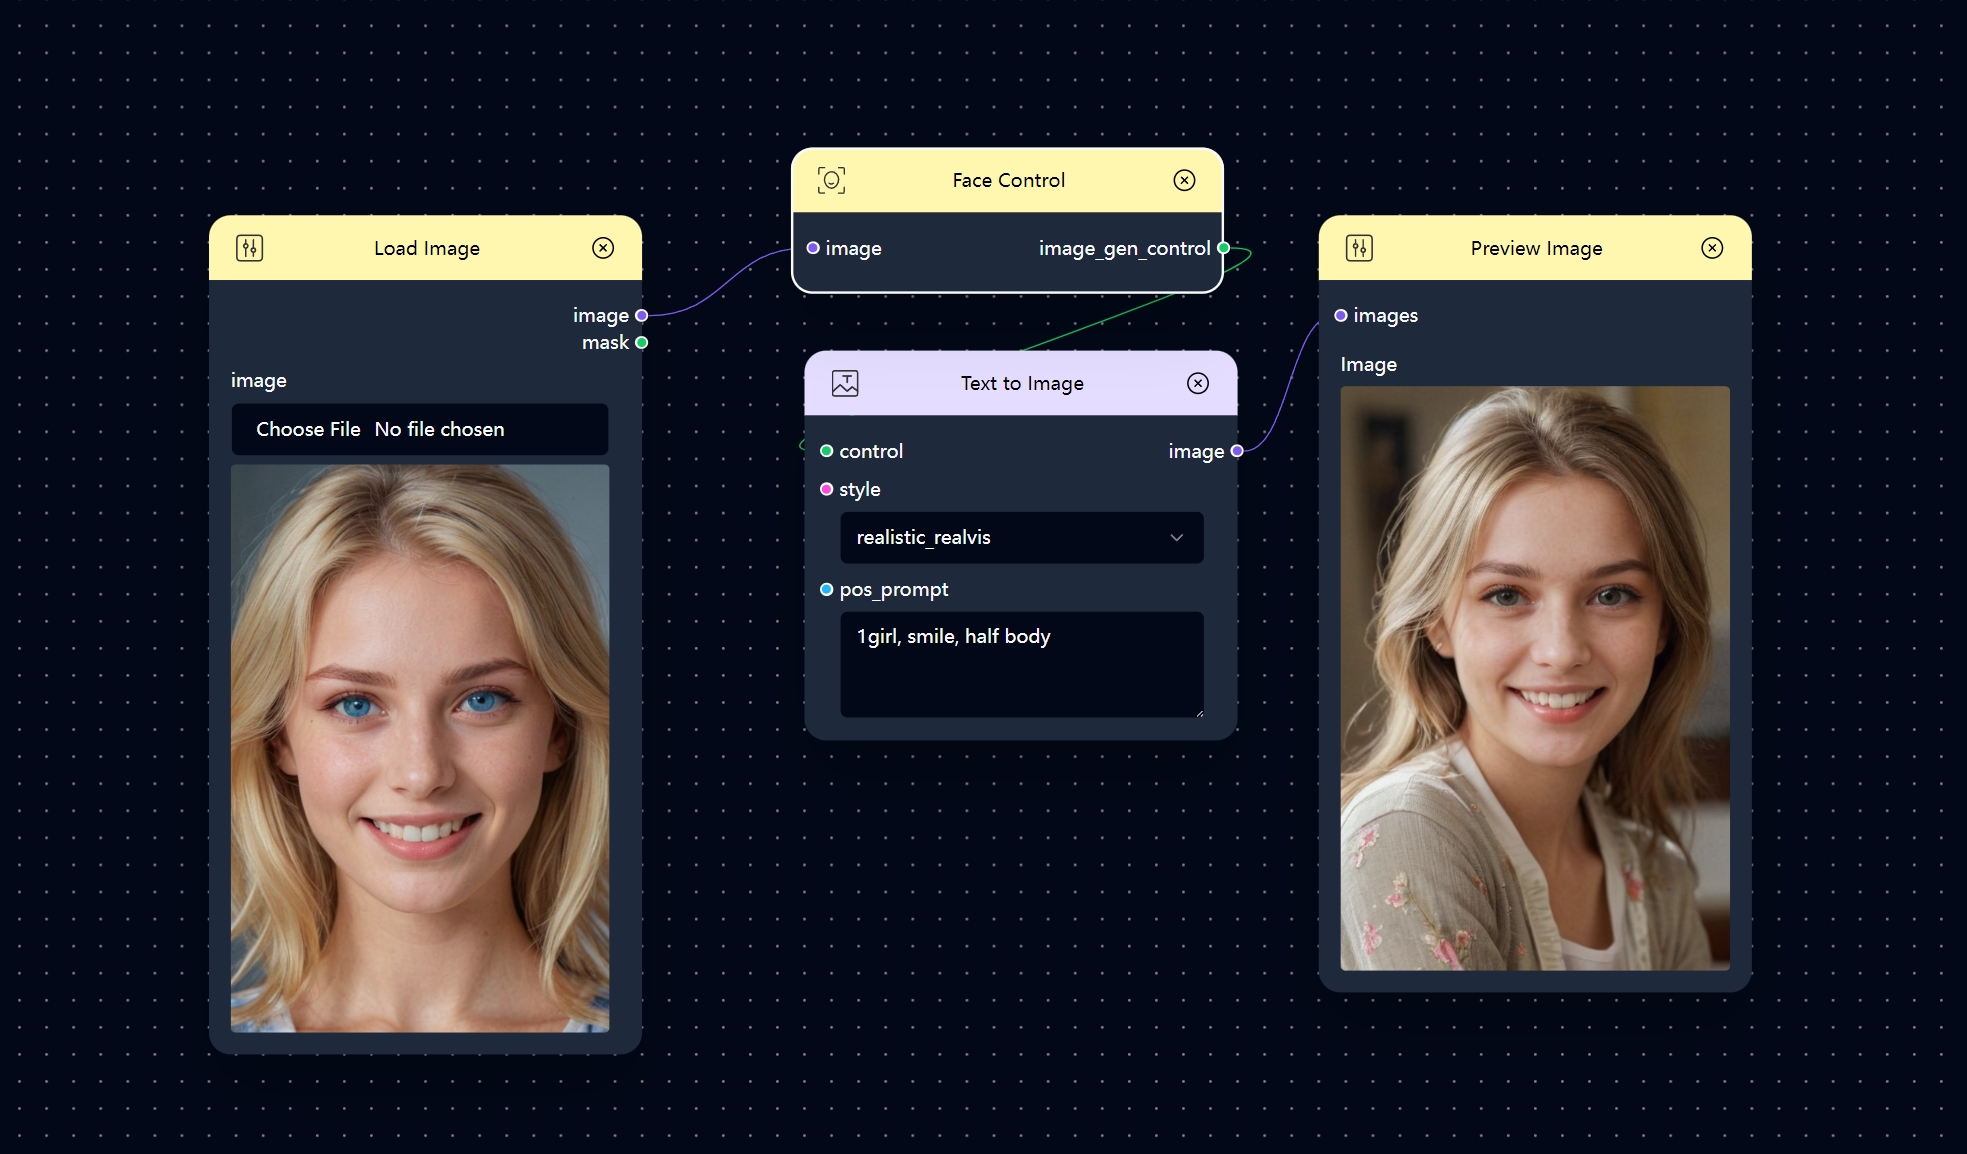 Load Image
image
mask
image
Choose File No file chosen
Face Control
image image_gen_control
Text to Image
control image
style
realistic_realvis
pos_prompt
1girl, smile, half body
Preview Image
images
Image